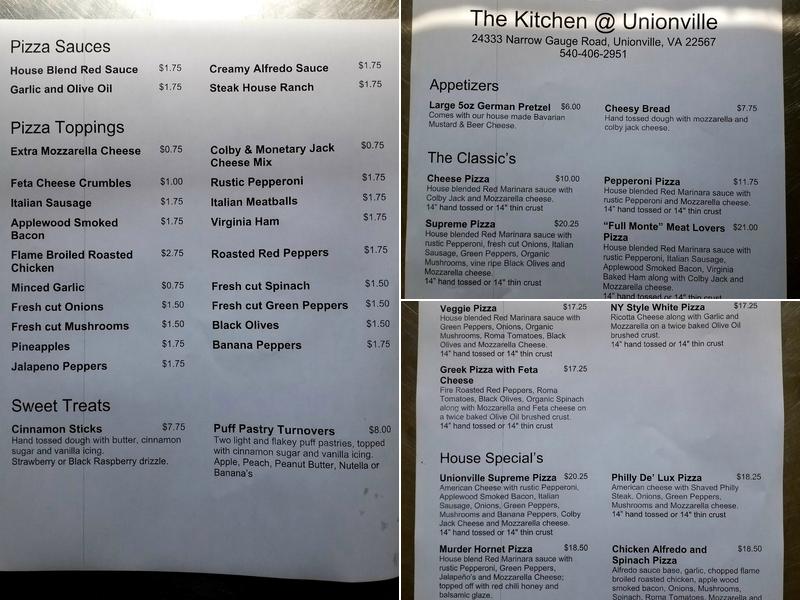 Pizza Sauces
House Blend Red Sauce $1.75
Creamy Alfredo Sauce $1.75
Garlic and Olive Oil $1.75
Steak House Ranch $1.75
Pizza Toppings
Extra Mozzarella Cheese $0.75
Colby & Monetary Jack $0.75
Cheese Mix
Feta Cheese Crumbles $1.00
Rustic Pepperoni $1.75
Italian Sausage $1.75
Italian Meatballs $1.75
Applewood Smoked $1.75
Bacon
Virginia Ham $1.75
Flame Broiled Roasted $2.75
Chicken
Roasted Red Peppers $1.75
Minced Garlic $0.75
Fresh cut Spinach $1.50
Fresh cut Onions $1.50
Fresh cut Green Peppers $1.50
Fresh cut Mushrooms $1.50
Black Olives $1.50
Pineapples $1.75
Banana Peppers $1.75
Jalapeno Peppers $1.75
Sweet Treats
Cinnamon Sticks $7.75
Hand tossed dough with butter, cinnamon
sugar and vanilla icing.
Strawberry or Black Raspberry drizzle.
Puff Pastry Turnovers $8.00
Two light and flakey puff pastries, topped
with cinnamon sugar and vanilla icing.
Apple, Peach, Peanut Butter, Nutella or
Banana's
The Kitchen @ Unionville
24333 Narrow Gauge Road, Unionville, VA 22567
540-406-2951
Appetizers
Large 5oz German Pretzel $6.00
Comes with our house made Bavarian
Mustard & Beer Cheese.
Cheesy Bread $7.75
Hand tossed dough with mozzarella and
colby jack cheese.
The Classic's
Cheese Pizza $10.00
House blended Red Marinara sauce with
Colby Jack and Mozzarella cheese.
14" hand tossed or 14" thin crust
Pepperoni Pizza $11.75
House blended Red Marinara sauce with
rustic Pepperoni and Mozzarella cheese.
14" hand tossed or 14" thin crust
Supreme Pizza $20.25
House blended Red Marinara sauce with
rustic Pepperoni, fresh cut Onions, Italian
Sausage, Green Peppers, Organic
Mushrooms, vine ripe Black Olives and
Mozzarella cheese.
14" hand tossed or 14" thin crust
"Full Monte" Meat Lovers $21.00
Pizza
House blended Red Marinara sauce with
rustic Pepperoni, Italian Sausage,
Applewood Smoked Bacon, Virginia
Baked Ham along with Colby Jack and
Mozzarella cheese
14" hand tossed or 14" thin crust
Veggie Pizza $17.25
House blended Red Marinara sauce with
Green Peppers, Onions, Organic
Mushrooms, Roma Tomatoes, Black
Olives and Mozzarella Cheese.
14" hand tossed or 14" thin crust
NY Style White Pizza $17.25
Ricotta Cheese along with Garlic and
Mozzarella on a twice baked Olive Oil
brushed crust.
14" hand tossed or 14" thin crust
Greek Pizza with Feta $17.25
Cheese
Fire Roasted Red Peppers, Roma
Tomatoes, Black Olives, Organic Spinach
along with Mozzarella and Feta cheese on
a twice baked Olive Oil brushed crust.
14" hand tossed or 14" thin crust
House Special's
Unionville Supreme Pizza $20.25
American Cheese with rustic Pepperoni,
Applewood Smoked Bacon, Italian
Sausage, Onions, Green Peppers,
Mushrooms and Banana Peppers, Colby
Jack Cheese and Mozzarella cheese.
14" hand tossed or 14" thin crust
Philly De' Lux Pizza $18.25
American cheese with Shaved Philly
Steak, Onions, Green Peppers,
Mushrooms and Mozzarella cheese.
14" hand tossed or 14" thin crust
Murder Hornet Pizza $18.50
House blend Red Marinara sauce with
rustic Pepperoni, Green Peppers,
Jalapeño's and Mozzarella Cheese;
topped off with red chili honey and
balsamic glaze.
Chicken Alfredo and $18.50
Spinach Pizza
Alfredo sauce base, garlic, chopped flame
broiled roasted chicken, apple wood
smoked bacon, Onions, Mushrooms,
Spinach, Roma Tomatoes, Mozzarella and